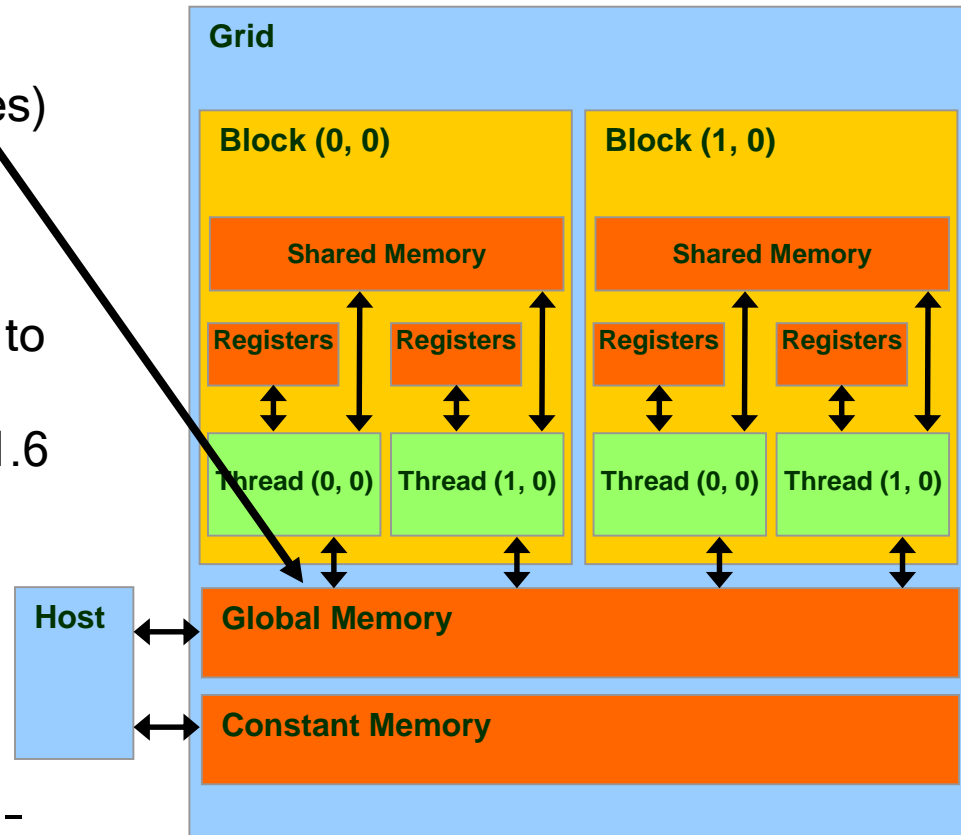 Grid
es)
Block (0, 0)
Block (1, 0)
Shared Memory
Shared Memory
to
Registers
Registers
Registers
Registers
1.6
Thread (0, 0)
Thread (1, 0)
Thread (0, 0)
Thread (1, 0)
Host
Global Memory
Constant Memory
-